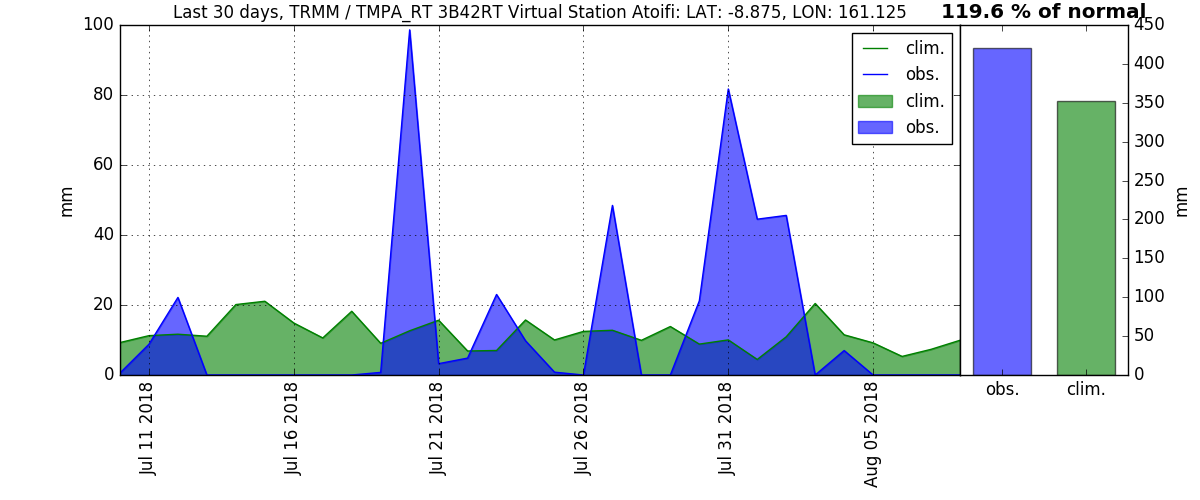 Last 30 days, TRMM / TMPA_RT 3B42RT Virtual Station Atoifi: LAT: -8.875, LON: 161.125
119.6 % of normal
100
80
60
40
20
0
mm
clim.
obs.
clim.
obs.
450
400
350
300
250
200
150
100
50
0
mm
obs.
clim.
Jul 11 2018
Jul 16 2018
Jul 21 2018
Jul 26 2018
Jul 31 2018
Aug 05 2018